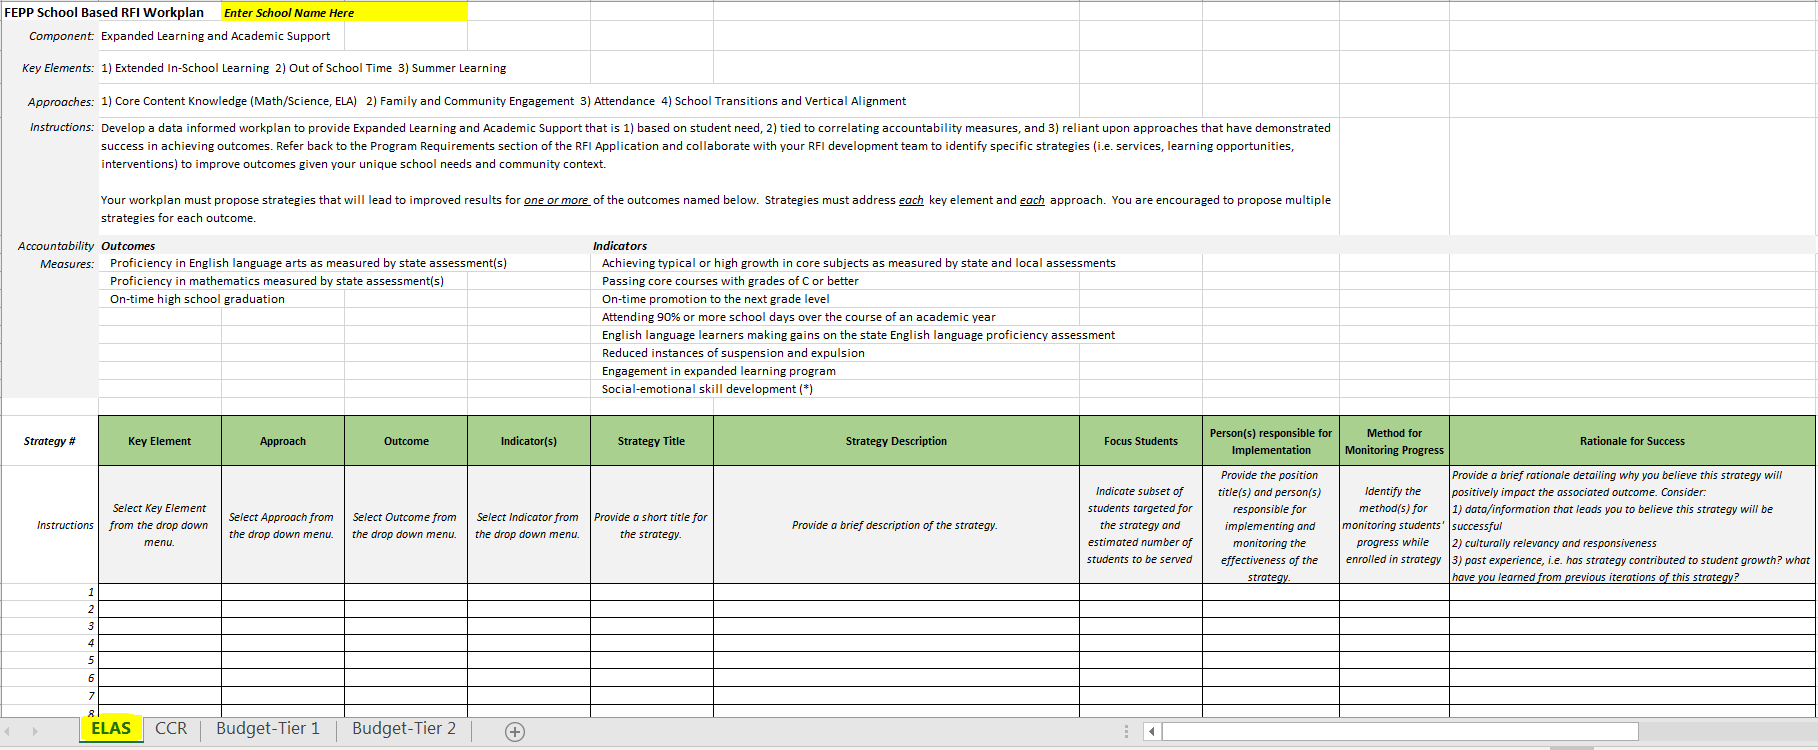 FEPP School Based RFI Workplan Enter School Name Here
Component: Expanded Learning and Academic Support
Key Elements: 1) Extended In-School Learning 2) Out of School Time 3) Summer Learning
Approaches: 1) Core Content Knowledge (Math/Science, ELA) 2) Family and Community Engagement 3) Attendance 4) School Transitions and Vertical Alignment
Instructions: Develop a data informed workplan to provide Expanded Learning and Academic Support that is 1) based on student need, 2) tied to correlating accountability measures, and 3) reliant upon approaches that have demonstrated
success in achieving outcomes. Refer back to the Program Requirements section of the RFI Application and collaborate with your RFI development team to identify specific strategies (i.e. services, learning opportunities,
interventions) to improve outcomes given your unique school needs and community context.
Your workplan must propose strategies that will lead to improved results for one or more of the outcomes named below. Strategies must address each key element and each approach. You are encouraged to propose multiple
strategies for each outcome.
Accountability Measures:
Outcomes
Proficiency in English language arts as measured by state assessment(s)
Proficiency in mathematics measured by state assessment(s)
On-time high school graduation
Indicators
Achieving typical or high growth in core subjects as measured by state and local assessments
Passing core courses with grades of C or better
On-time promotion to the next grade level
Attending 90% or more school days over the course of an academic year
English language learners making gains on the state English language proficiency assessment
Reduced instances of suspension and expulsion
Engagement in expanded learning program
Social-emotional skill development (*)
Strategy #
Key Element
Approach
Outcome
Indicator(s)
Strategy Title
Strategy Description
Focus Students
Person(s) responsible for
Implementation
Method for
Monitoring Progress
Rationale for Success
Instructions
Select Key Element
from the drop down
menu.
Select Approach from
the drop down menu.
Select Outcome from
the drop down menu.
Select Indicator from
the drop down menu.
Provide a short title for
the strategy.
Provide a brief description of the strategy.
Indicate subset of
students targeted for
the strategy and
estimated number of
students to be served
Provide the position
title(s) and person(s)
responsible for
implementing and
monitoring the
effectiveness of the
strategy.
Identify the
method(s) for
monitoring students'
progress while
enrolled in strategy
Provide a brief rationale detailing why you believe this strategy will
positively impact the associated outcome. Consider:
1) data/information that leads you to believe this strategy will be
successful
2) culturally relevancy and responsiveness
3) past experience, i.e. has strategy contributed to student growth? what
have you learned from previous iterations of this strategy?
1
2
3
4
5
6
7
8
ELAS CCR Budget-Tier 1 Budget-Tier 2